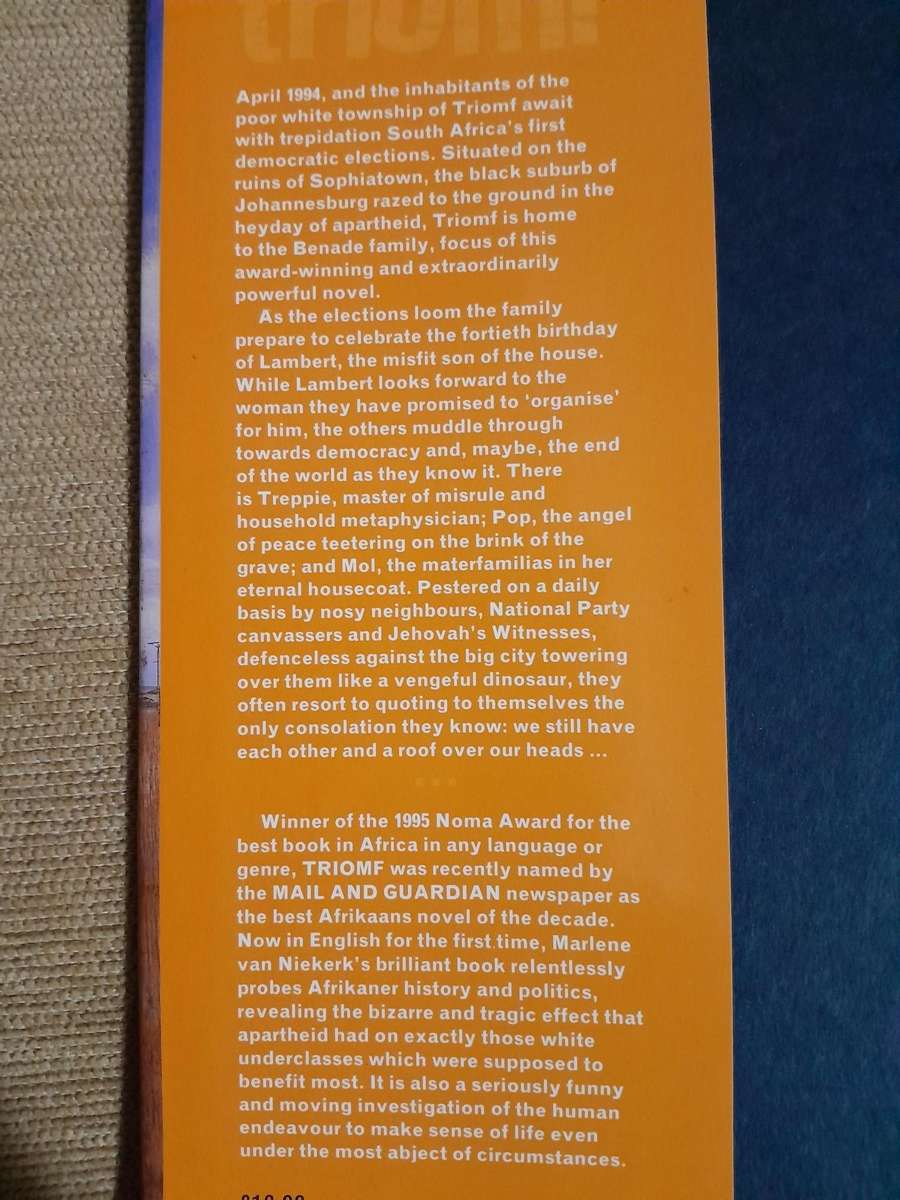 triomf
April 1994, and the inhabitants of the
poor white township of Triomf await
with trepidation South Africa's first
democratic elections. Situated on the
ruins of Sophiatown, the black suburb of
Johannesburg razed to the ground in the
heyday of apartheid, Triomf is home
to the Benade family, focus of this
award-winning and extraordinarily
powerful novel.
As the elections loom the family
prepare to celebrate the fortieth birthday
of Lambert, the misfit son of the house.
While Lambert looks forward to the
woman they have promised to ‘organise’
for him, the others muddle through
towards democracy and, maybe, the end
of the world as they know it. There
is Treppie, master of misrule and
household metaphysician; Pop, the angel
of peace teetering on the brink of the
grave; and Mol, the materfamilias in her
eternal housecoat. Pestered on a daily
basis by nosy neighbours, National Party
canvassers and Jehovah's Witnesses,
defenceless against the big city towering
over them like a vengeful dinosaur, they
often resort to quoting to themselves the
only consolation they know: we still have
each other and a roof over our heads ...
Winner of the 1995 Noma Award for the
best book in Africa in any language or
genre, TRIOMF was recently named by
the MAIL AND GUARDIAN newspaper as
the best Afrikaans novel of the decade.
Now in English for the first time, Marlene
van Niekerk's brilliant book relentlessly
probes Afrikaner history and politics,
revealing the bizarre and tragic effect that
apartheid had on exactly those white
underclasses which were supposed to
benefit most. It is also a seriously funny
and moving investigation of the human
endeavour to make sense of life even
under the most abject of circumstances.